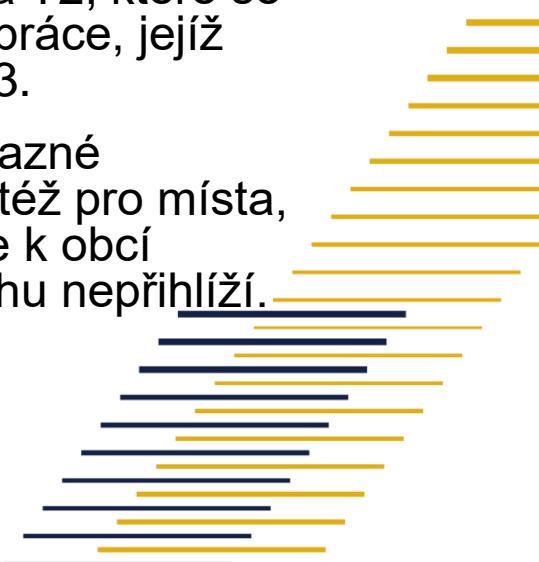 práce, jejíž
3.
azné
též pro místa,
e k obcí
hu nepřihlíží.